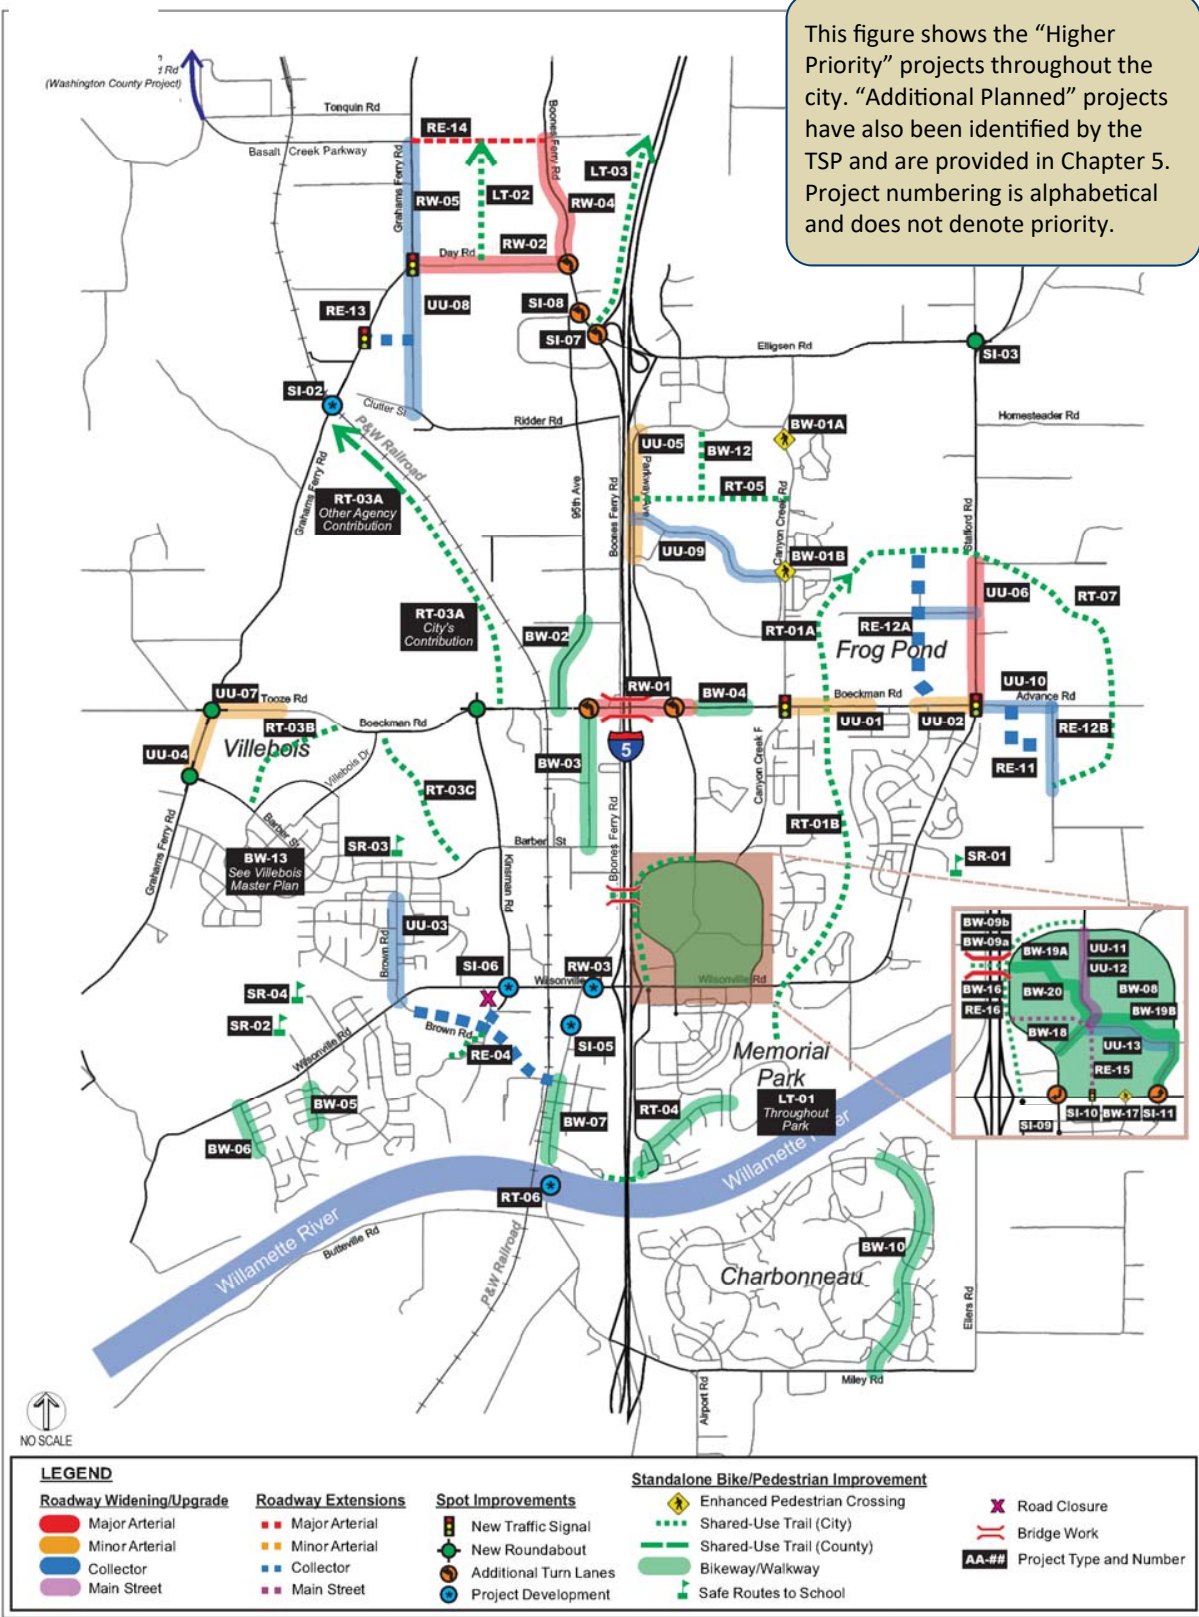 This figure shows the “Higher
Priority” projects throughout the
city. “Additional Planned” projects
have also been identified by the
TSP and are provided in Chapter 5.
Project numbering is alphabetical
and does not denote priority.
d Rd
(Washington County Project)
Tonquin Rd
RE-14
Basalt Creek Parkway
Grahams Ferry Rd
Boones Ferry Rd
LT-03
LT-02
RW-05
RW-04
RW-02
Day Rd
UU-08
SI-08
RE-13
SI-07
Elligsen Rd
SI-03
SI-02
Clutter St
P&W Railroad
Ridder Rd
Homesteader Rd
BW-01A
UU-05
BW-12
Parkway Ave
RT-05
Grahams Ferry Rd
RT-03A
Other Agency
Contribution
95th Ave
Boones Ferry Rd
Canyon Creek Rd
Stafford Rd
UU-09
BW-01B
UU-06
RT-07
RT-03A
City's
Contribution
BW-02
RT-01A
RE-12A
Frog Pond
UU-07
Tooze Rd
RW-01
BW-04
Boeckman Rd
UU-10
Advance Rd
RT-03B
Boeckman Rd
UU-01
UU-02
RE-12B
UU-04
Villebois
5
Villebois Dr
BW-03
Canyon Creek F
RE-11
RT-03C
Boones Ferry Rd
RT-01B
Barber St
Barber St
SR-03
Grahams Ferry Rd
BW-13
See Villebois
Master Plan
Kinsman Rd
SR-01
UU-03
Brown Rd
SI-06
RW-03
Wilsonville
Wilsonville Rd
SR-04
SR-02
Brown Rd
RE-04
SI-05
Wilsonville Rd
BW-09b
BW-09a
BW-19A
UU-11
UU-12
BW-16
BW-20
BW-08
RE-16
BW-19B
BW-18
UU-13
RE-15
SI-10
BW-17
SI-11
SI-09
Memorial
Park
LT-01
Throughout
Park
RT-04
BW-05
BW-07
BW-06
Willamette River
RT-06
Willamette River
Butteville Rd
P&W Railroad
BW-10
Charbonneau
Eilers Rd
Miley Rd
Airport Rd
NO SCALE
LEGEND
Roadway Widening/Upgrade
Major Arterial
Minor Arterial
Collector
Main Street
Roadway Extensions
Major Arterial
Minor Arterial
Collector
Main Street
Spot Improvements
New Traffic Signal
New Roundabout
Additional Turn Lanes
Project Development
Standalone Bike/Pedestrian Improvement
Enhanced Pedestrian Crossing
Shared-Use Trail (City)
Shared-Use Trail (County)
Bikeway/Walkway
Safe Routes to School
X Road Closure
Bridge Work
AA-## Project Type and Number